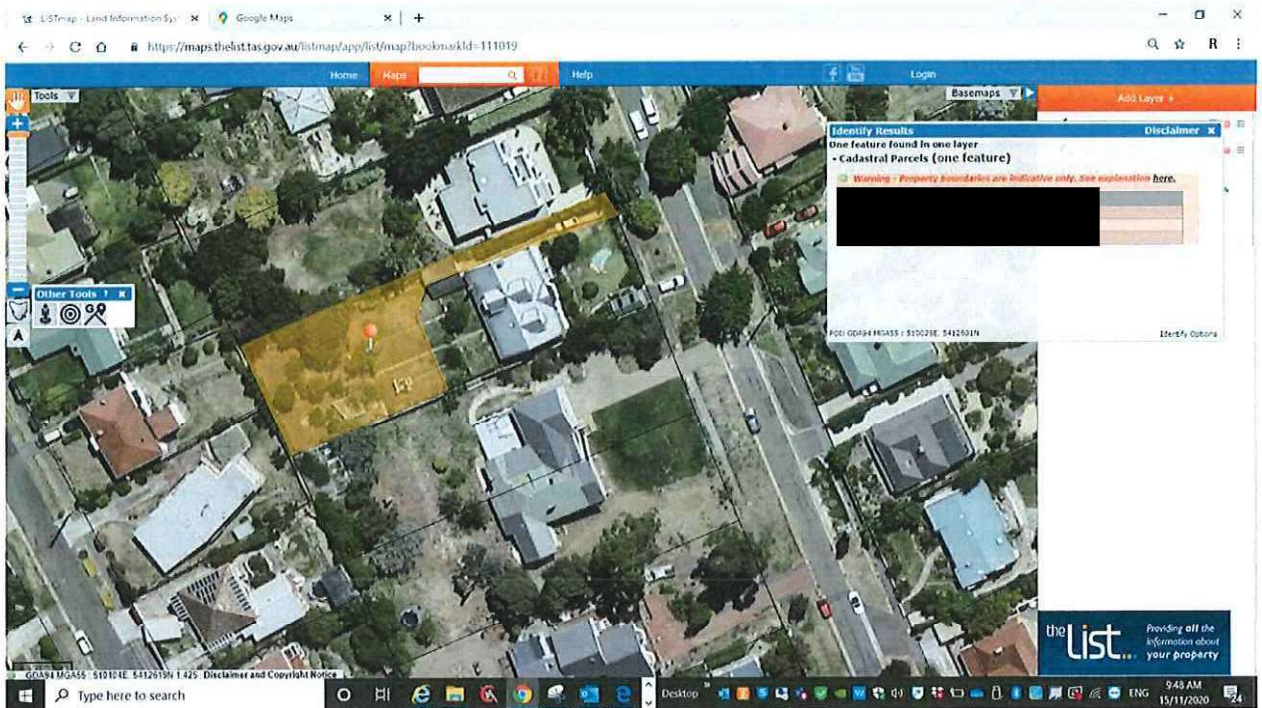 LISTmap - Land Information Sys
Google Maps
https://maps.thelist.tas.gov.au/listmap/app/list/map?bookmarkId=111019
R
Home
Maps
Help
Login
Tools
Basemaps
Add Layer +
Identify Results
Disclaimer
One feature found in one layer
- Cadastral Parcels (one feature)
Warning - Property boundaries are indicative only. See explanation here.
Other Tools ?
A
Identify Options
the List
Providing all the
information about
your property
Disclaimer and Copyright Notice
Type here to search
Desktop
ENG
9:48 AM
15/11/2020
24